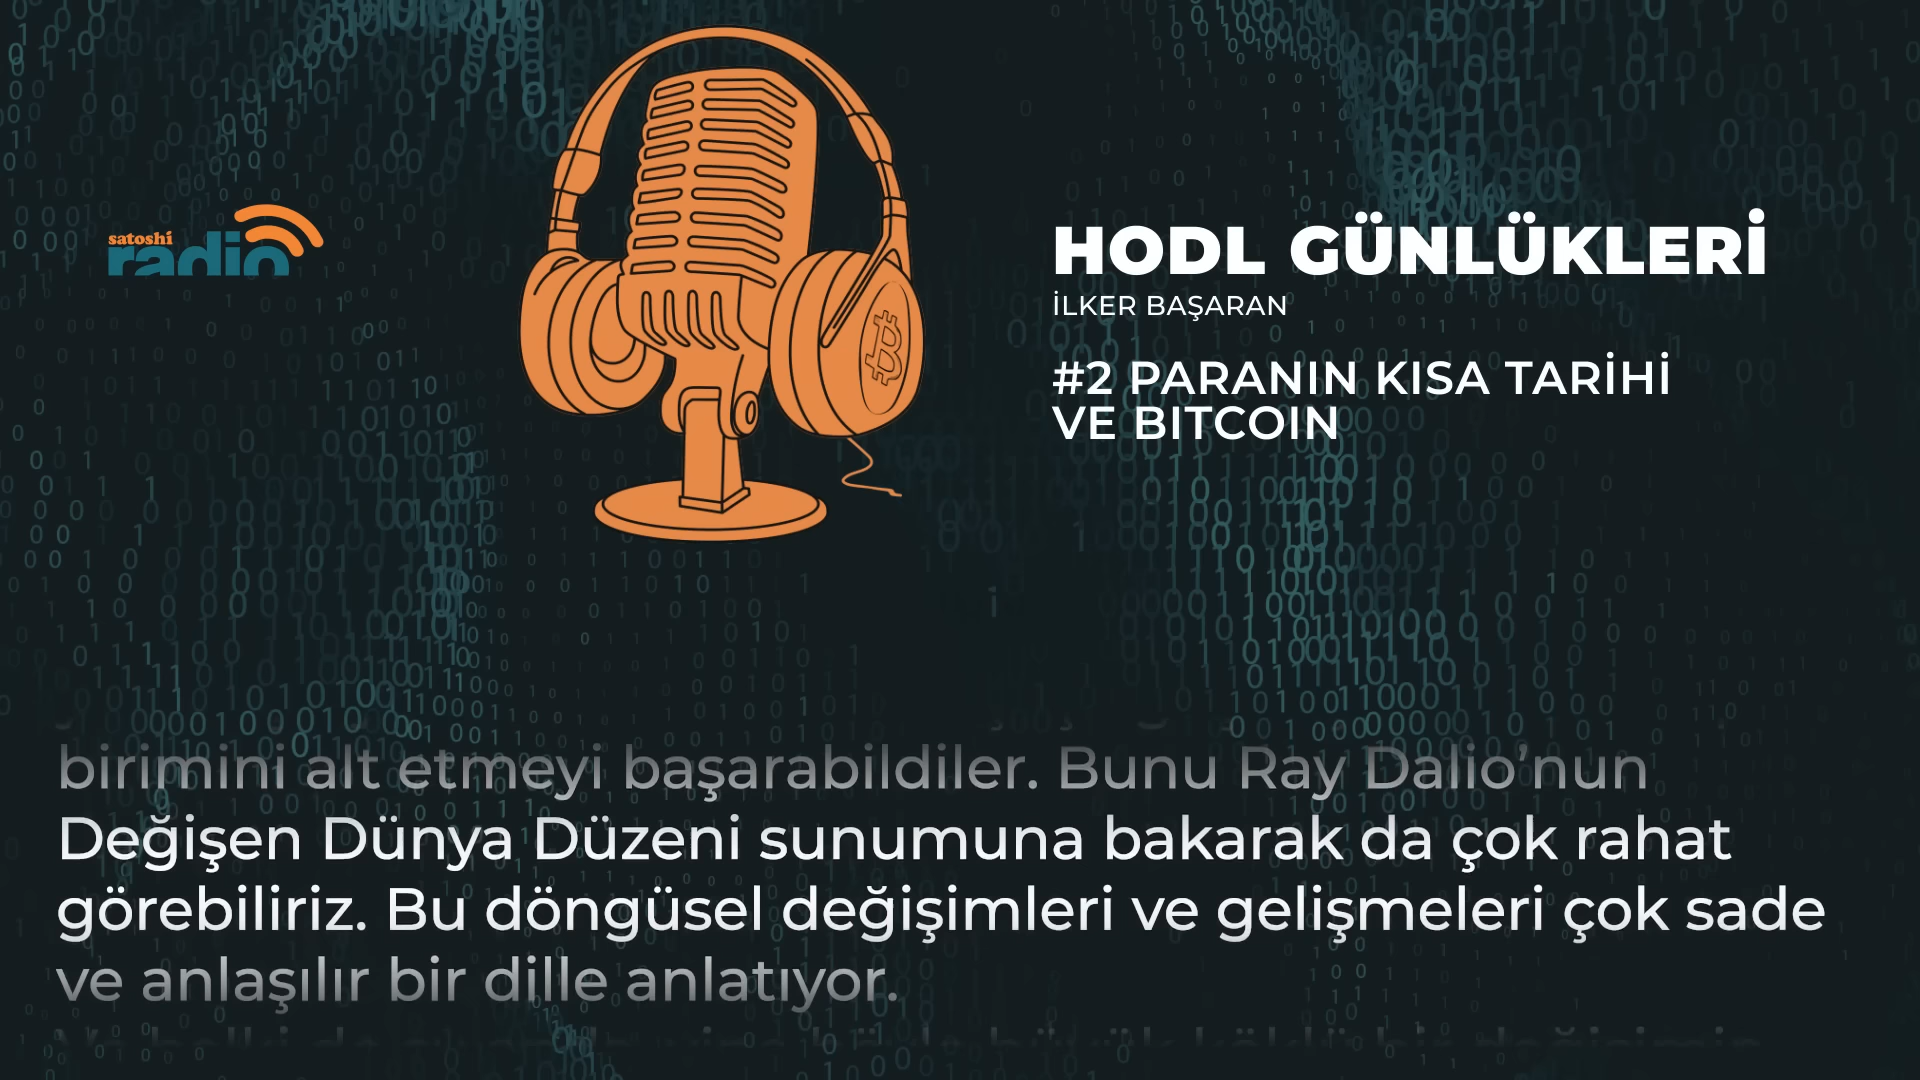 satoshi
radio
HODL GÜNLÜKLERİ
İLKER BAŞARAN
#2 PARANIN KISA TARİHİ
VE BITCOIN
birimini alt etmeyi başarabildiler. Bunu Ray Dalio’nun
Değişen Dünya Düzeni sunumuna bakarak da çok rahat
görebiliriz. Bu döngüsel değişimleri ve gelişmeleri çok sade
ve anlaşılır bir dille anlatıyor.